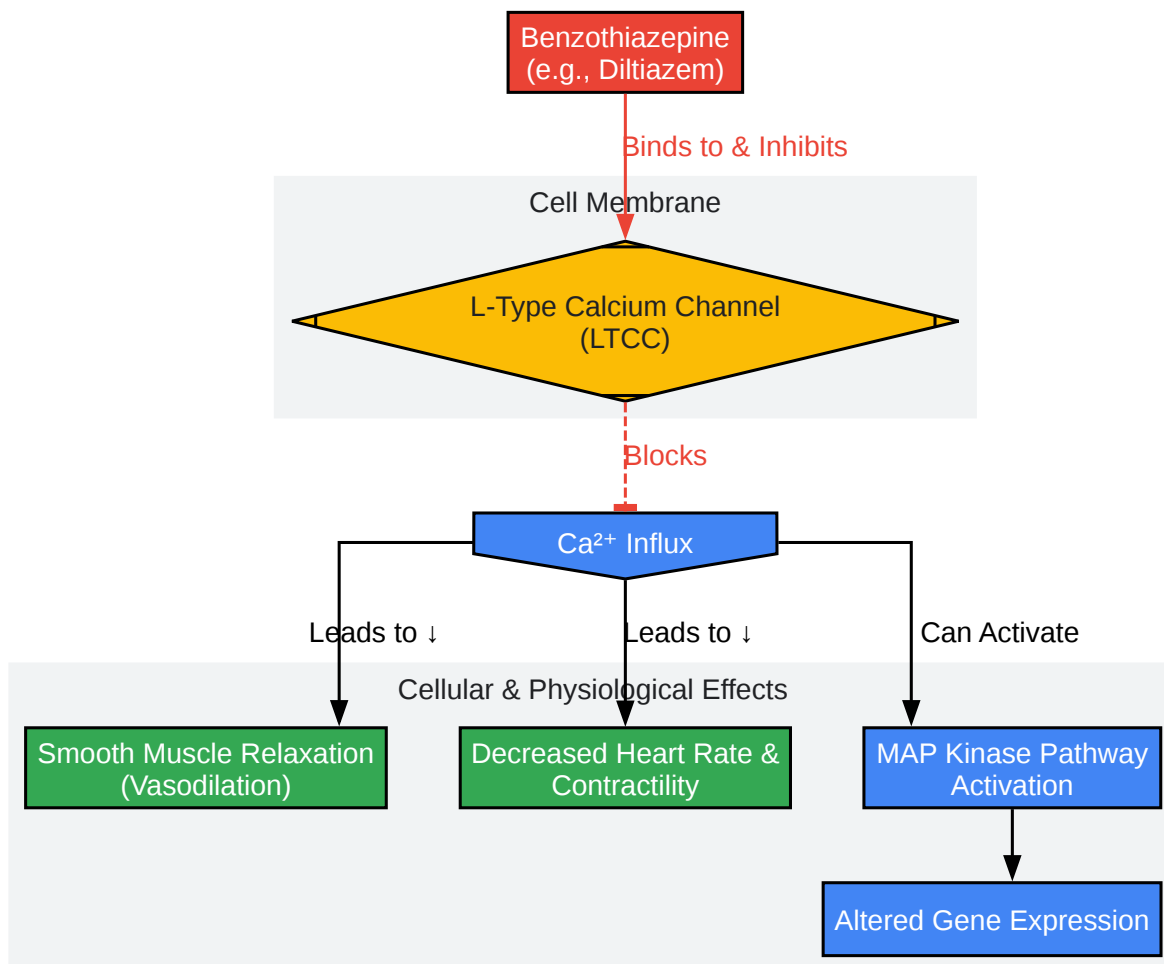 Benzothiazepine
(e.g., Diltiazem)
Binds to & Inhibits
Cell Membrane
L-Type Calcium Channel
(LTCC)
Blocks
Ca²⁺ Influx
Leads to ↓
Leads to ↓
Can Activate
Cellular & Physiological Effects
Smooth Muscle Relaxation
(Vasodilation)
Decreased Heart Rate &
Contractility
MAP Kinase Pathway
Activation
Altered Gene Expression